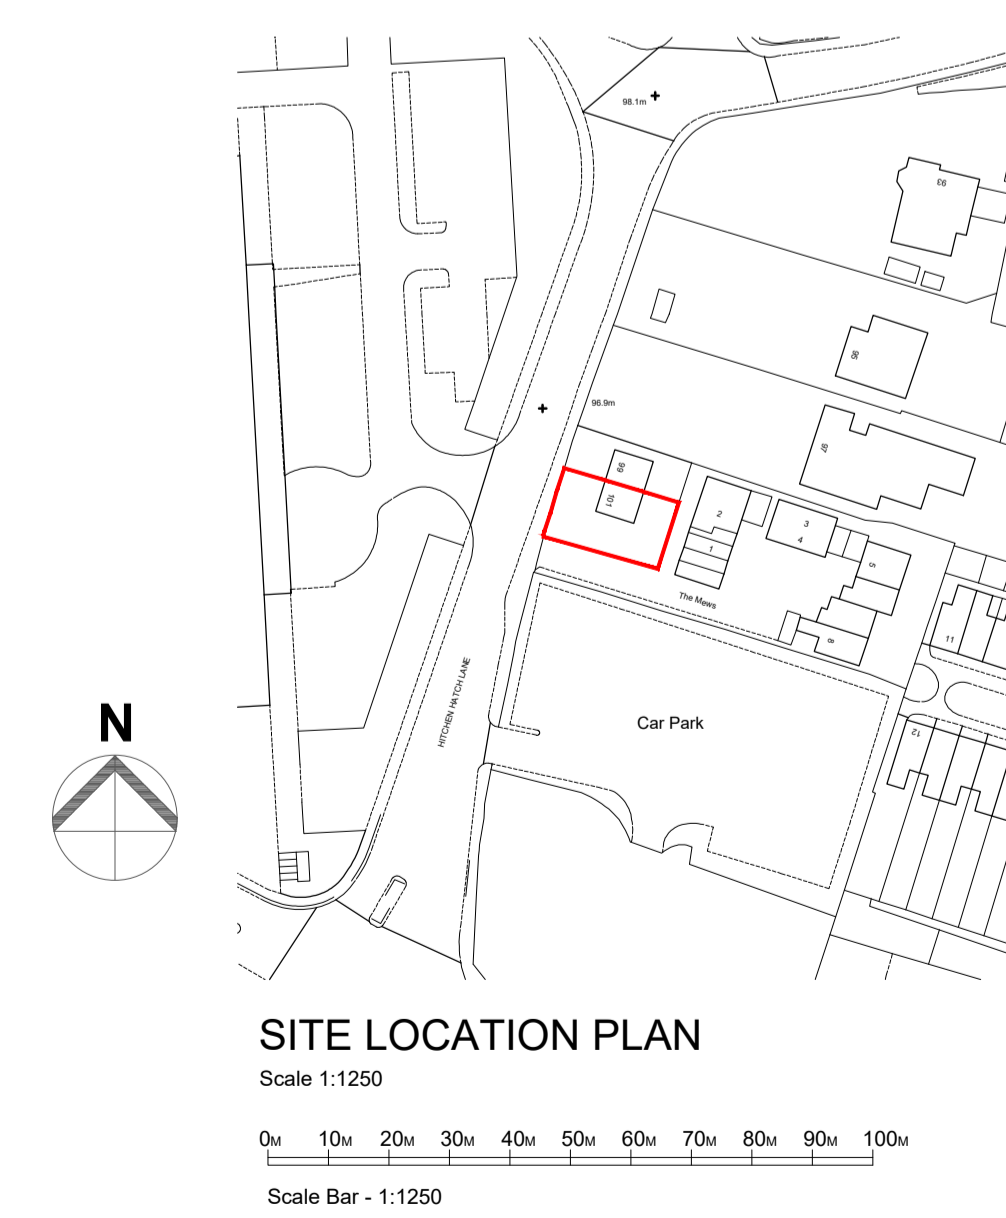 98.1m
93
95
96.9m
97
99
101
2
3
4
1
5
The Mews
8
11
HITCHEN HATCH LANE
Car Park
12
N
SITE LOCATION PLAN
Scale 1:1250
0M 10M 20M 30M 40M 50M 60M 70M 80M 90M 100M
Scale Bar - 1:1250